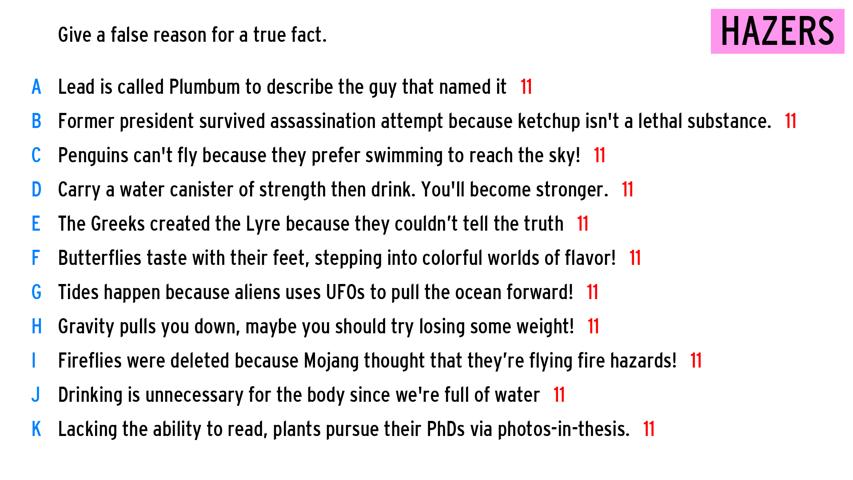 Give a false reason for a true fact.
HAZERS
A Lead is called Plumbum to describe the guy that named it 11
B Former president survived assassination attempt because ketchup isn't a lethal substance. 11
C Penguins can't fly because they prefer swimming to reach the sky! 11
D Carry a water canister of strength then drink. You'll become stronger. 11
E The Greeks created the Lyre because they couldn’t tell the truth 11
F Butterflies taste with their feet, stepping into colorful worlds of flavor! 11
G Tides happen because aliens uses UFOs to pull the ocean forward! 11
H Gravity pulls you down, maybe you should try losing some weight! 11
I Fireflies were deleted because Mojang thought that they’re flying fire hazards! 11
J Drinking is unnecessary for the body since we're full of water 11
K Lacking the ability to read, plants pursue their PhDs via photos-in-thesis. 11